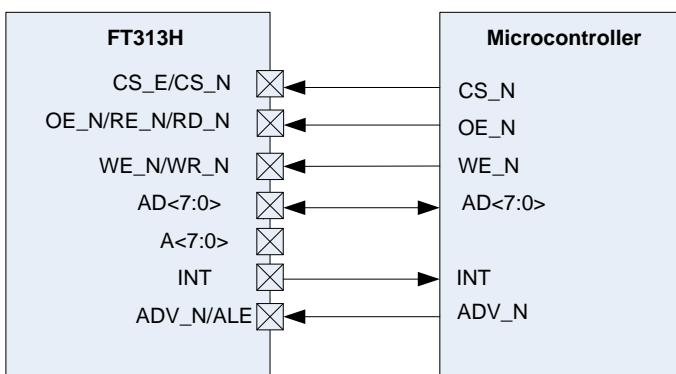 FT313H
CS_E/CS_N
OE_N/RE_N/RD_N
WE_N/WR_N
AD<7:0>
A<7:0>
INT
ADV_N/ALE
Microcontroller
CS_N
OE_N
WE_N
AD<7:0>
INT
ADV_N